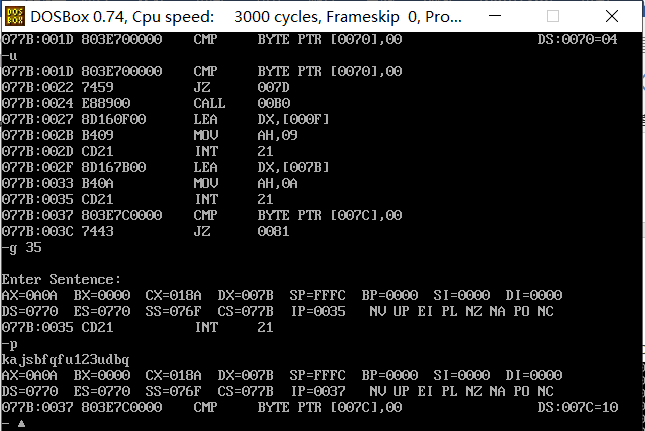 DOSBox 0.74, Cpu speed: 3000 cycles, Frameskip 0, Pro...
077B:001D 803E700000 CMP BYTE PTR [0070],00 DS:0070=04
-u
077B:001D 803E700000 CMP BYTE PTR [0070],00
077B:0022 7459 JZ 007D
077B:0024 E88900 CALL 00B0
077B:0027 8D160F00 LEA DX,[000F]
077B:002B B409 MOV AH,09
077B:002D CD21 INT 21
077B:002F 8D167B00 LEA DX,[007B]
077B:0033 B40A MOV AH,0A
077B:0035 CD21 INT 21
077B:0037 803E7C0000 CMP BYTE PTR [007C],00
077B:003C 7443 JZ 0081
-g 35
Enter Sentence:
AX=0A0A BX=0000 CX=018A DX=007B SP=FFFC BP=0000 SI=0000 DI=0000
DS=0770 ES=0770 SS=076F CS=077B IP=0035 NV UP EI PL NZ NA PO NC
077B:0035 CD21 INT 21
-p
kajsbfqfu123udbq
AX=0A0A BX=0000 CX=018A DX=007B SP=FFFC BP=0000 SI=0000 DI=0000
DS=0770 ES=0770 SS=076F CS=077B IP=0037 NV UP EI PL NZ NA PO NC
077B:0037 803E7C0000 CMP BYTE PTR [007C],00 DS:007C=10
- ▲